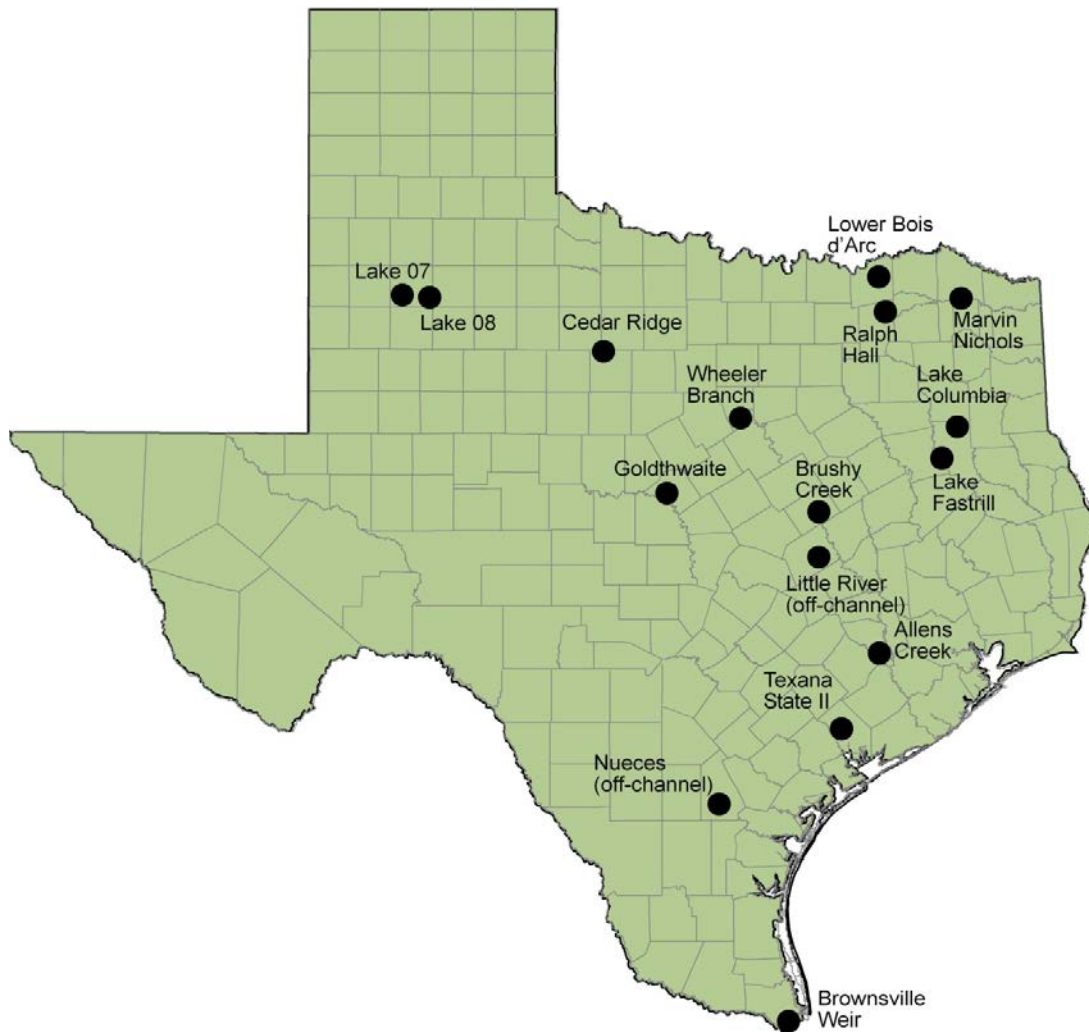 Lower Bois
d'Arc
Lake 07
Lake 08
Cedar Ridge
Ralph
Hall
Marvin
Nichols
Wheeler
Branch
Lake
Columbia
Goldthwaite
Brushy
Creek
Lake
Fastrill
Little River
(off-channel)
Allens
Creek
Texana
State II
Nueces
(off-channel)
Brownsville
Weir